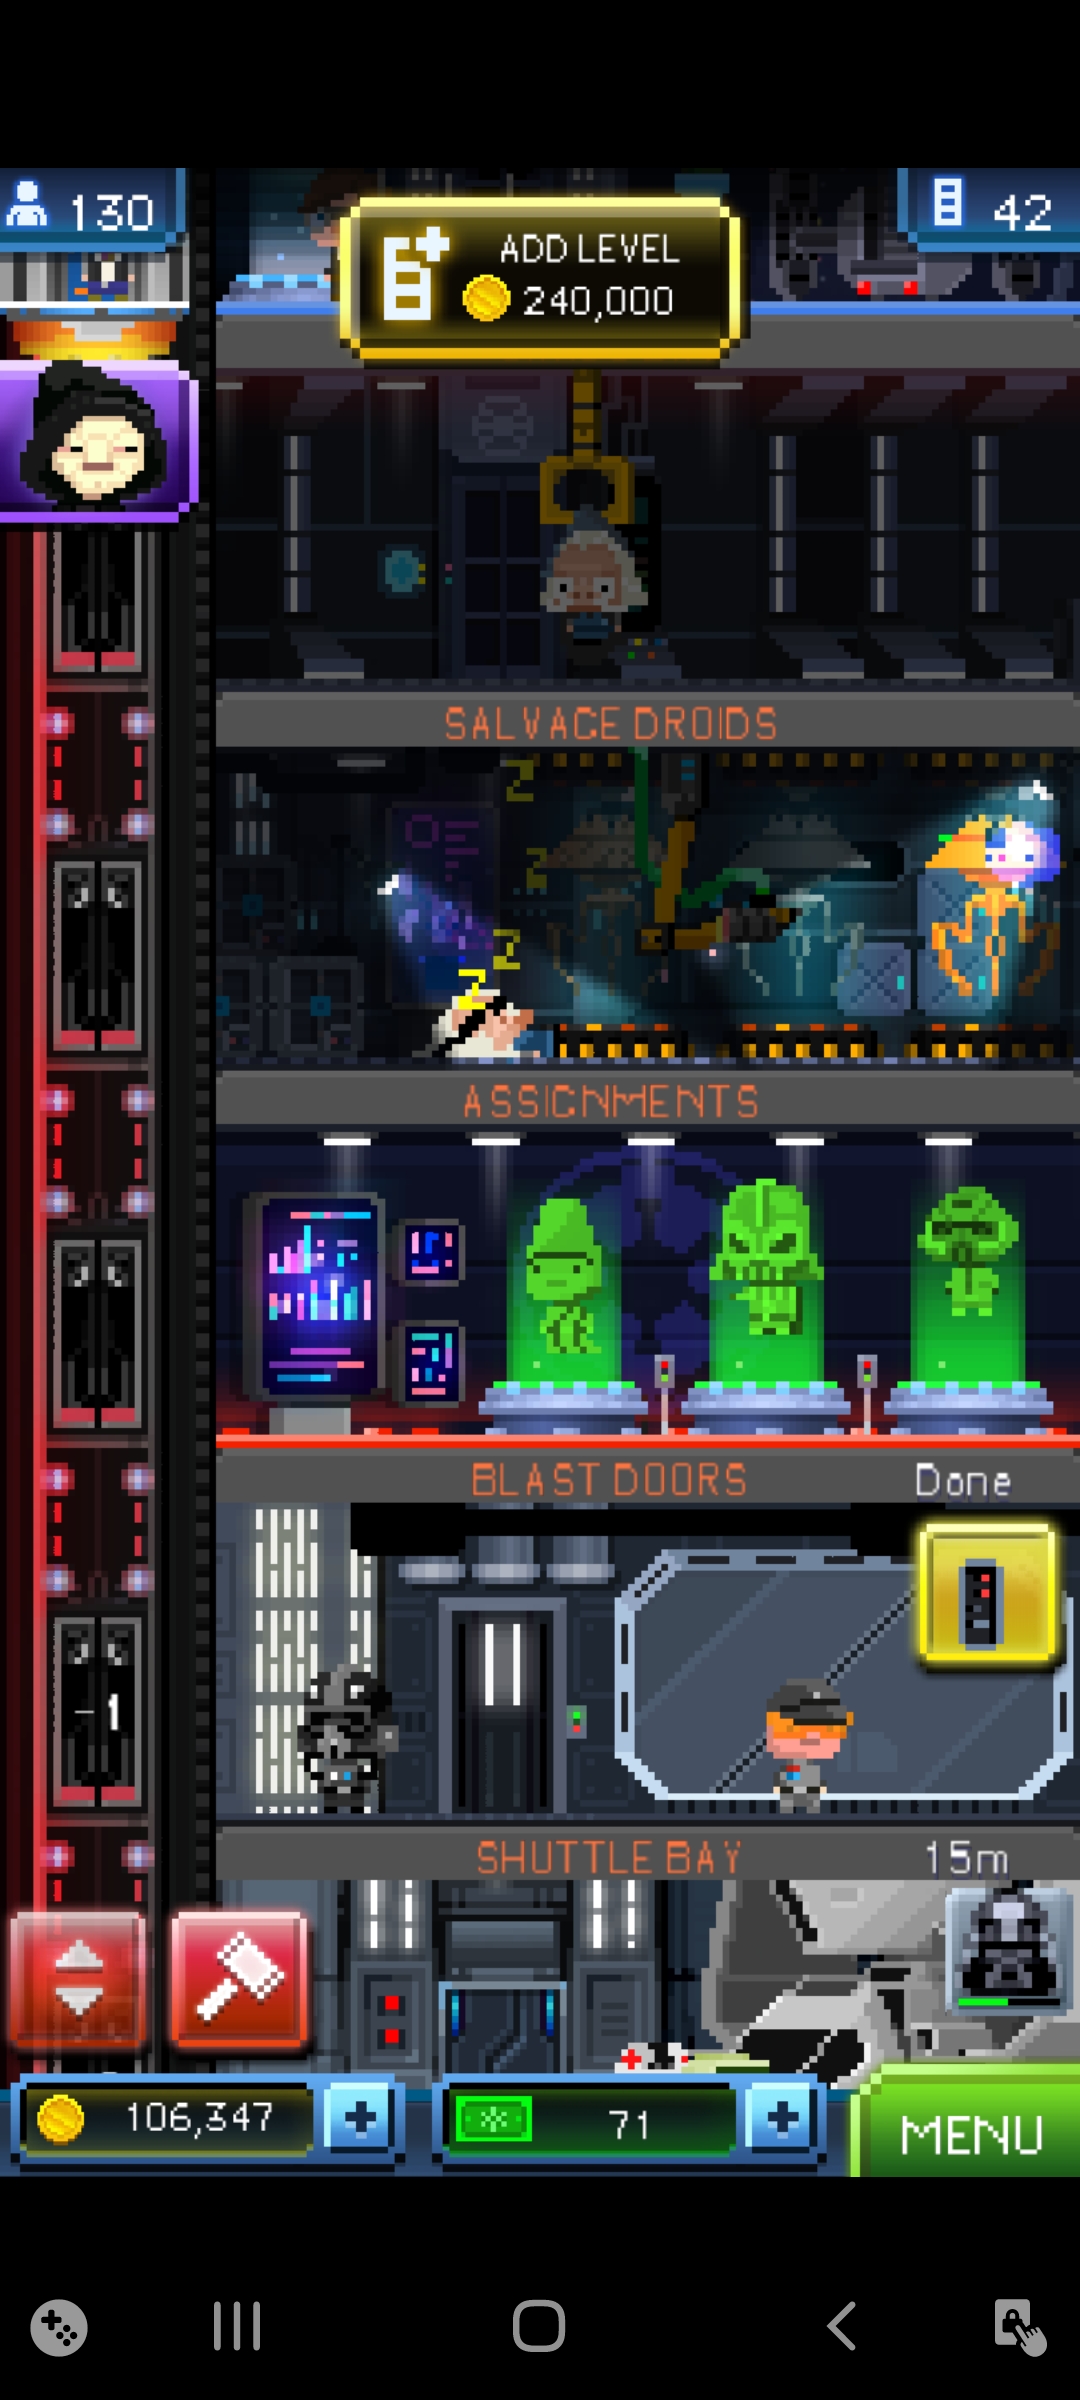 130
42
ADD LEVEL
240,000
SALVAGE DROIDS
Z
Z
Z
Z
ASSIGNMENTS
BLAST DOORS Done
-1
SHUTTLE BAY 15m
106,347
71
MENU